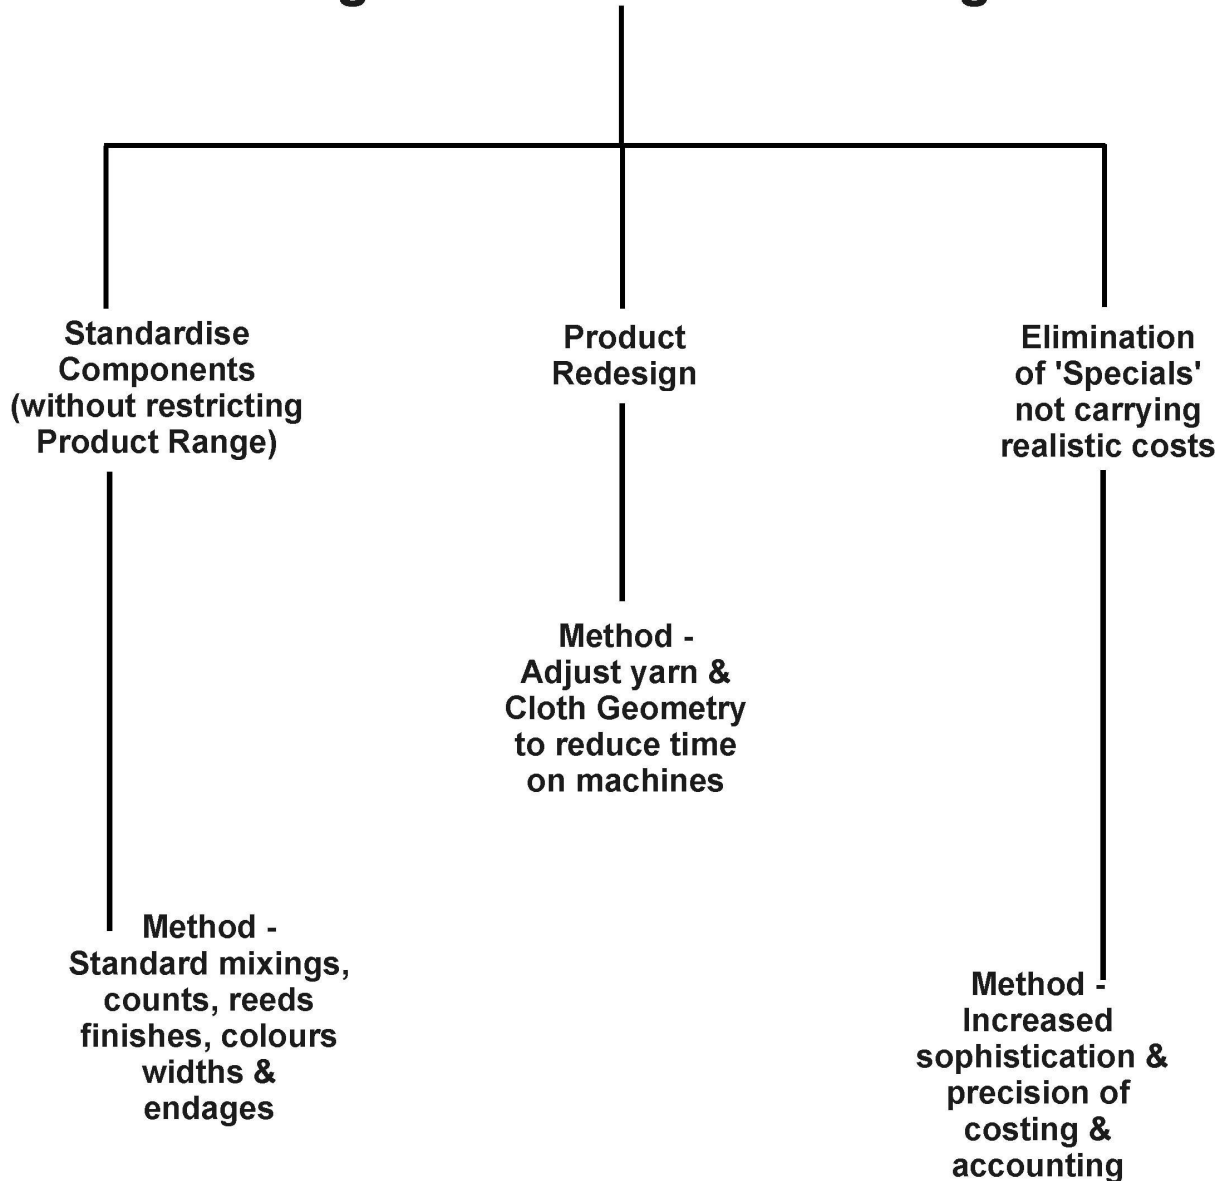 Standardise
Components
(without restricting
Product Range)
Product
Redesign
Elimination
of 'Specials'
not carrying
realistic costs
Method -
Adjust yarn &
Cloth Geometry
to reduce time
on machines
Method -
Standard mixings,
counts, reeds
finishes, colours
widths &
endages
Method -
Increased
sophistication &
precision of
costing &
accounting